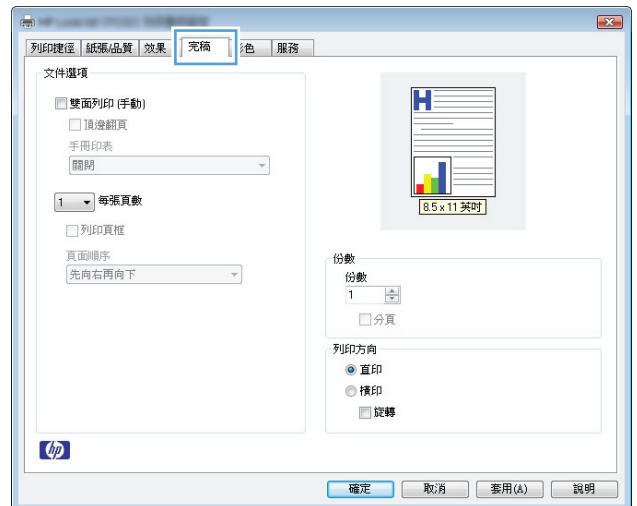 列印捷徑 紙張/品質 效果 完稿 色 服務
文件選項
雙面列印 (手動)
頂邊翻頁
手冊印表
關閉
1 每張頁數
列印頁框
頁面順序
先向右再向下
H
8.5 x 11 英吋
份數
份數
1
分頁
列印方向
直印
橫印
旋轉
hp
確定 取消 套用(A) 說明